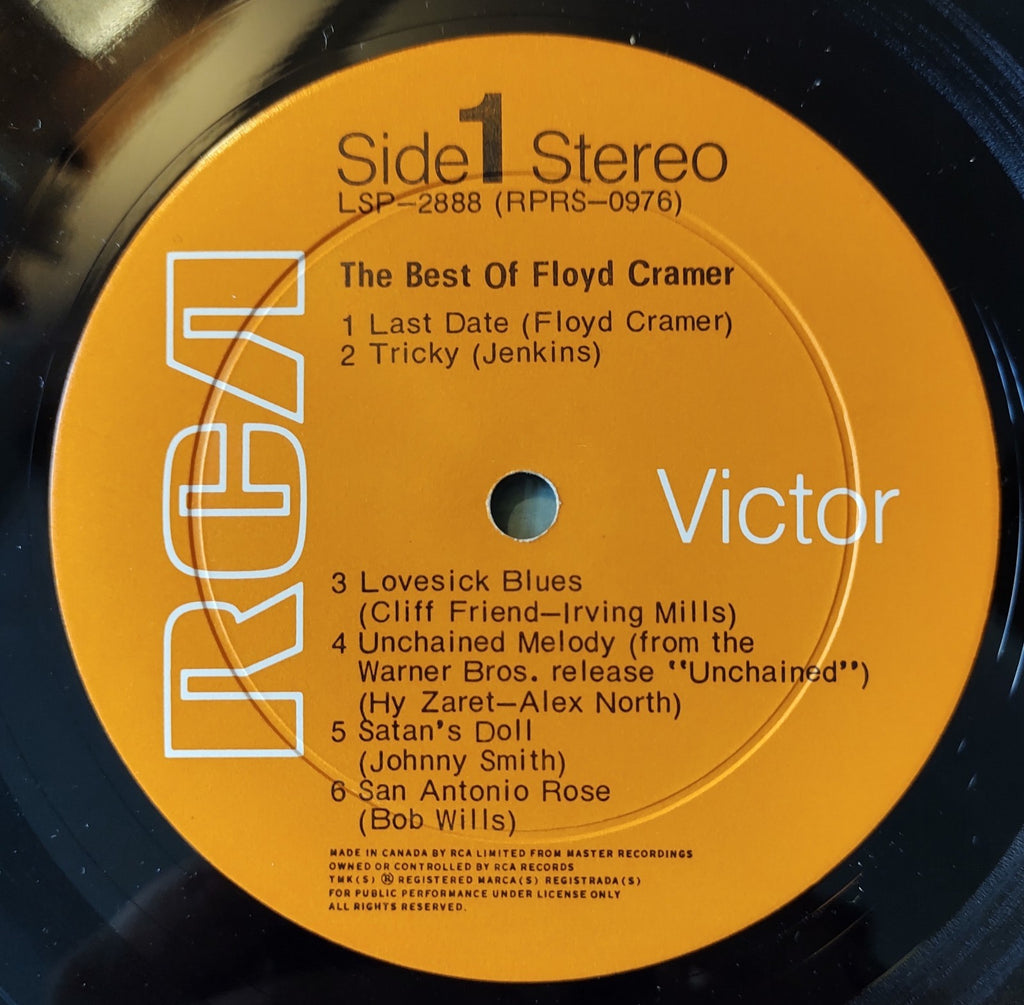 Side 1 Stereo
LSP-2888 (RPRS-0976)
The Best Of Floyd Cramer
1 Last Date (Floyd Cramer)
2 Tricky (Jenkins)
RCA
Victor
3 Lovesick Blues
(Cliff Friend-Irving Mills)
4 Unchained Melody (from the
Warner Bros. release "Unchained")
(Hy Zaret-Alex North)
5 Satan's Doll
(Johnny Smith)
6 San Antonio Rose
(Bob Wills)
MADE IN CANADA BY RCA LIMITED FROM MASTER RECORDINGS
OWNED OR CONTROLLED BY RCA RECORDS
TMK(S) ® REGISTERED MARCA(S) REGISTRADA(S)
FOR PUBLIC PERFORMANCE UNDER LICENSE ONLY
ALL RIGHTS RESERVED.